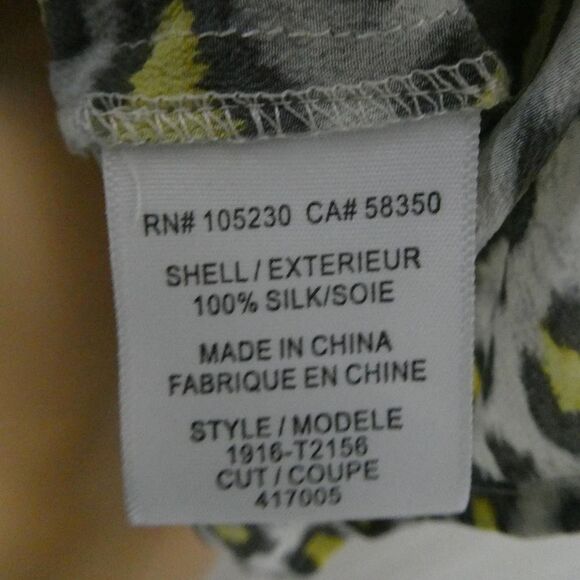 RN# 105230 CA# 58350
SHELL / EXTERIEUR
100% SILK/SOIE
MADE IN CHINA
FABRIQUE EN CHINE
STYLE / MODELE
1916-T2156
CUT / COUPE
417005